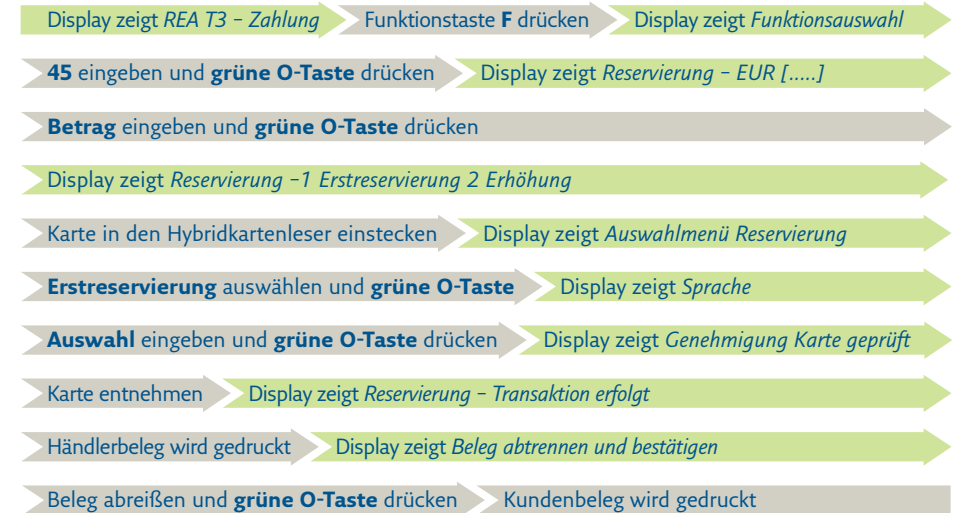 Display zeigt REA T3 – Zahlung Funktionstaste F drücken Display zeigt Funktionsauswahl
45 eingeben und grüne O-Taste drücken Display zeigt Reservierung – EUR [.....]
Betrag eingeben und grüne O-Taste drücken
Display zeigt Reservierung –1 Erstreservierung 2 Erhöhung
Karte in den Hybridkartenleser einstecken Display zeigt Auswahlmenü Reservierung
Erstreservierung auswählen und grüne O-Taste Display zeigt Sprache
Auswahl eingeben und grüne O-Taste drücken Display zeigt Genehmigung Karte geprüft
Karte entnehmen Display zeigt Reservierung – Transaktion erfolgt
Händlerbeleg wird gedruckt Display zeigt Beleg abtrennen und bestätigen
Beleg abreißen und grüne O-Taste drücken Kundenbeleg wird gedruckt